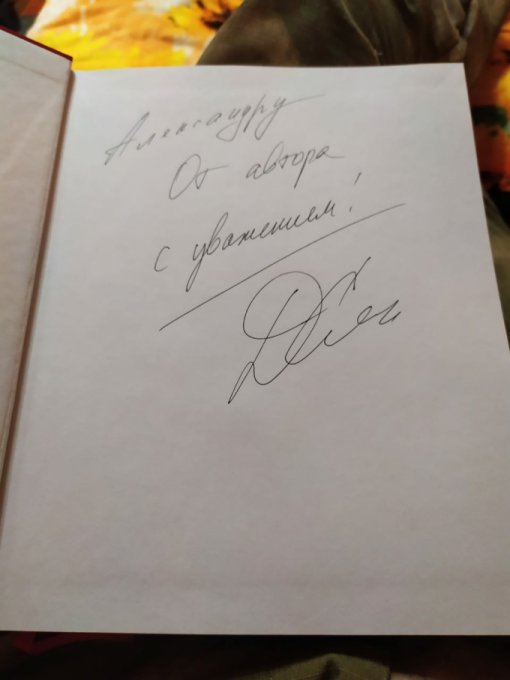 Александру
От автора
с уважением!